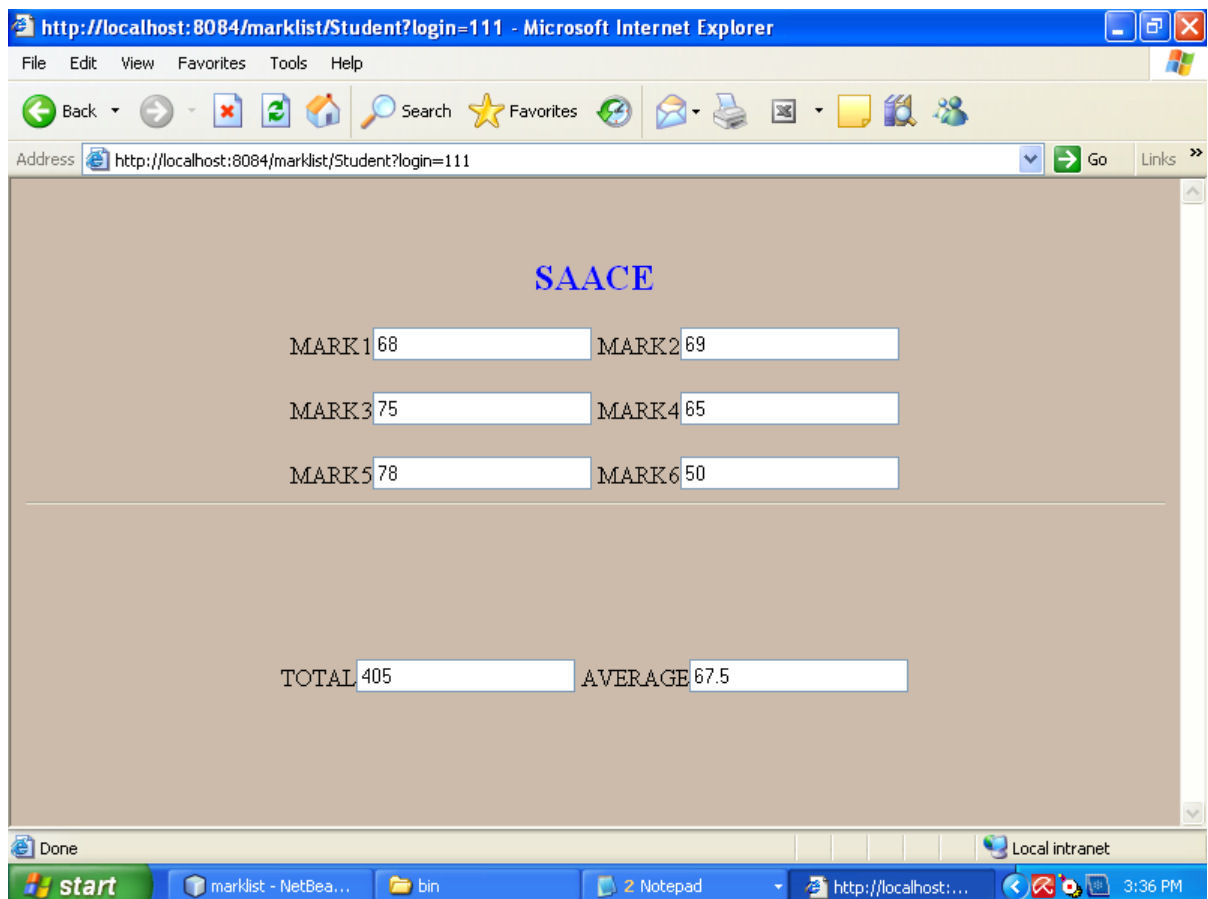 http://localhost:8084/marklist/Student?login=111 - Microsoft Internet Explorer
File Edit View Favorites Tools Help
Back Search Favorites
Address http://localhost:8084/marklist/Student?login=111 Go Links »
SAACE
MARK1 68 MARK2 69
MARK3 75 MARK4 65
MARK5 78 MARK6 50
TOTAL 405 AVERAGE 67.5
Done Local intranet
start marklist - NetBea... bin 2 Notepad http://localhost:... 3:36 PM